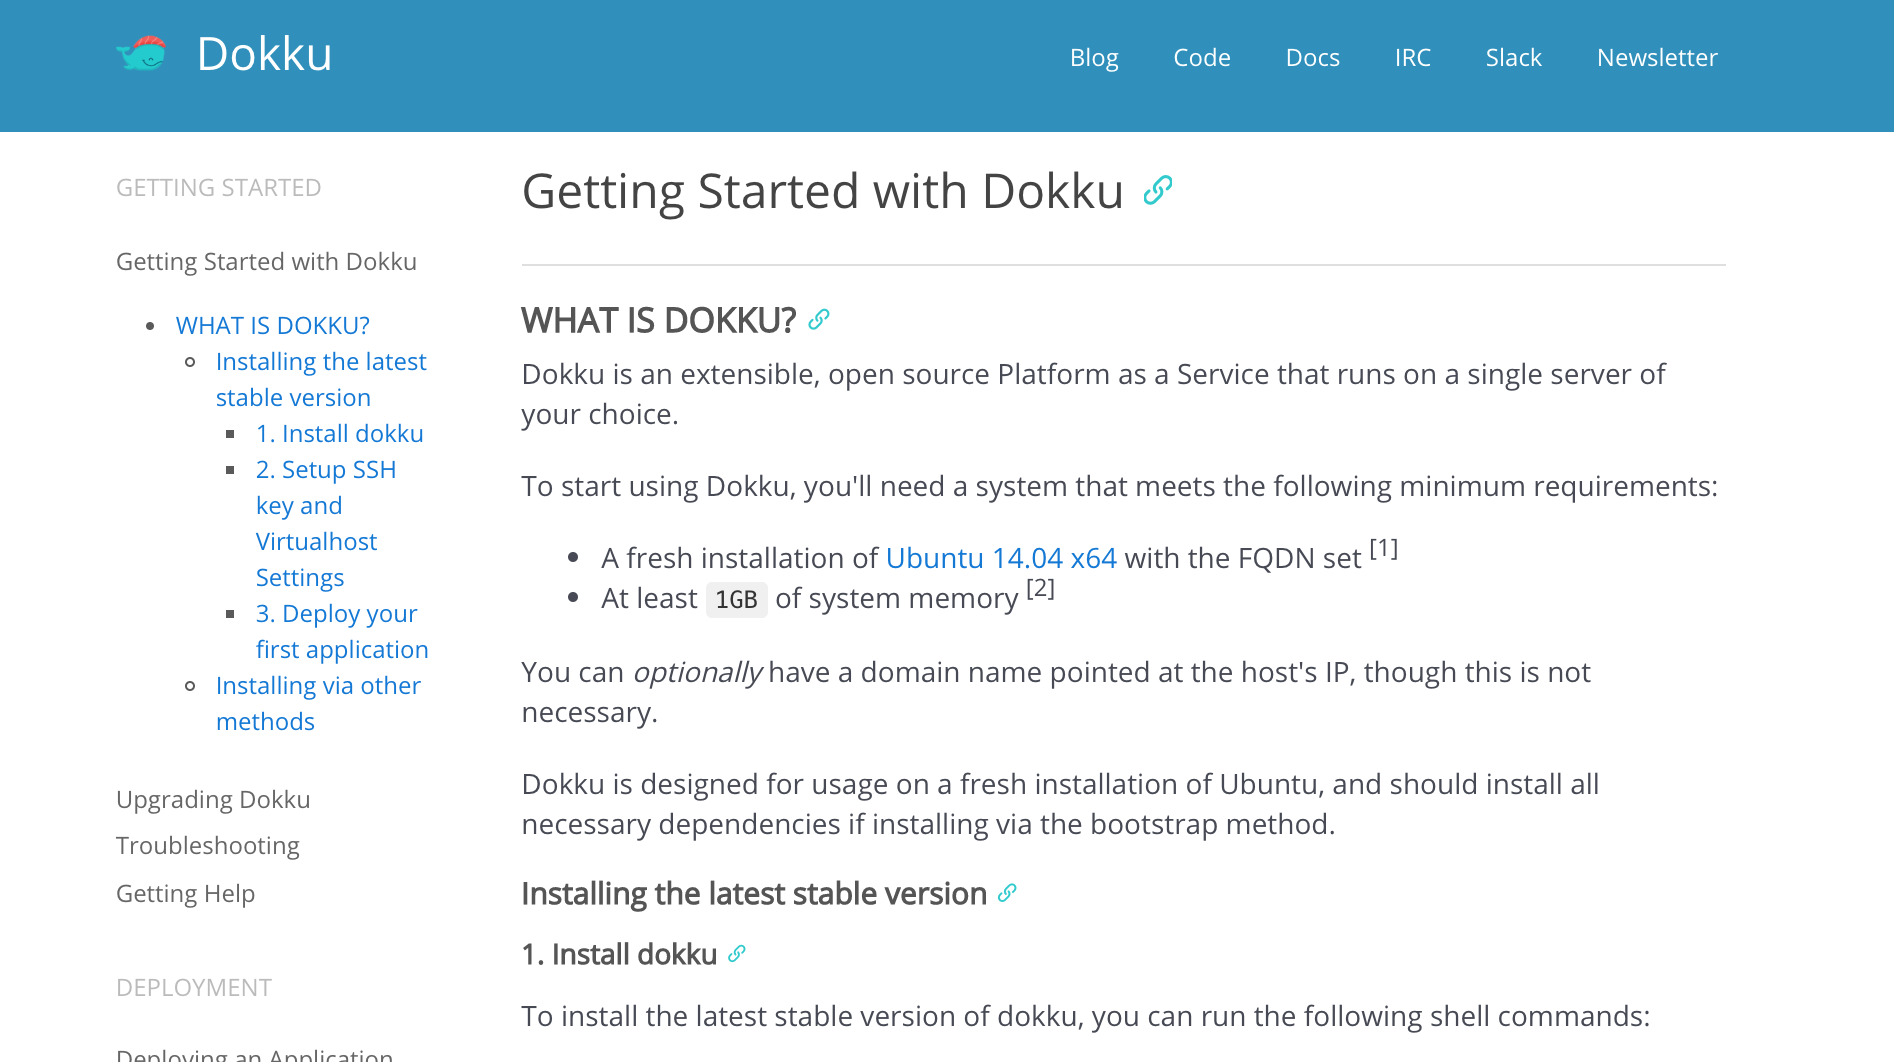 Dokku
Blog
Code
Docs
IRC
Slack
Newsletter
GETTING STARTED
Getting Started with Dokku
WHAT IS DOKKU?
Installing the latest
stable version
1. Install dokku
2. Setup SSH
key and
Virtualhost
Settings
3. Deploy your
first application
Installing via other
methods
Upgrading Dokku
Troubleshooting
Getting Help
DEPLOYMENT
Deploying an Application
Getting Started with Dokku
WHAT IS DOKKU?
Dokku is an extensible, open source Platform as a Service that runs on a single server of
your choice.
To start using Dokku, you'll need a system that meets the following minimum requirements:
A fresh installation of Ubuntu 14.04 x64 with the FQDN set [1]
At least 1GB of system memory [2]
You can optionally have a domain name pointed at the host's IP, though this is not
necessary.
Dokku is designed for usage on a fresh installation of Ubuntu, and should install all
necessary dependencies if installing via the bootstrap method.
Installing the latest stable version
1. Install dokku
To install the latest stable version of dokku, you can run the following shell commands: